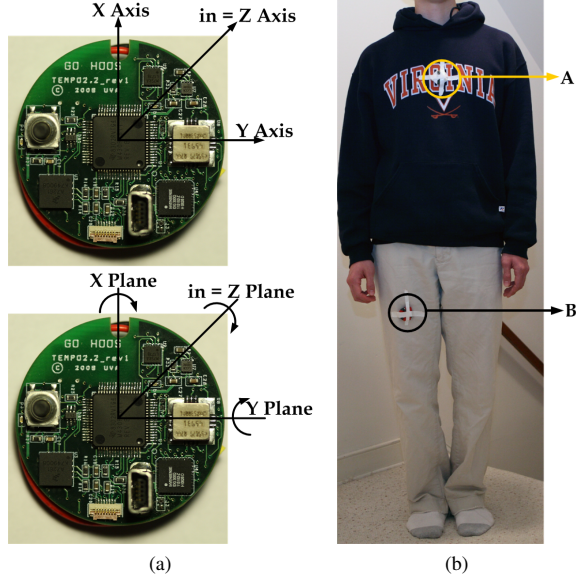 X Axis
in = Z Axis
GO HOOS
TEMPO2.2_rev1
© 2008 UVA
Y Axis
X Plane
in = Z Plane
GO HOOS
TEMPO2.2_rev1
© 2008 UVA
Y Plane
(a)
VIRGINIA
A
B
(b)